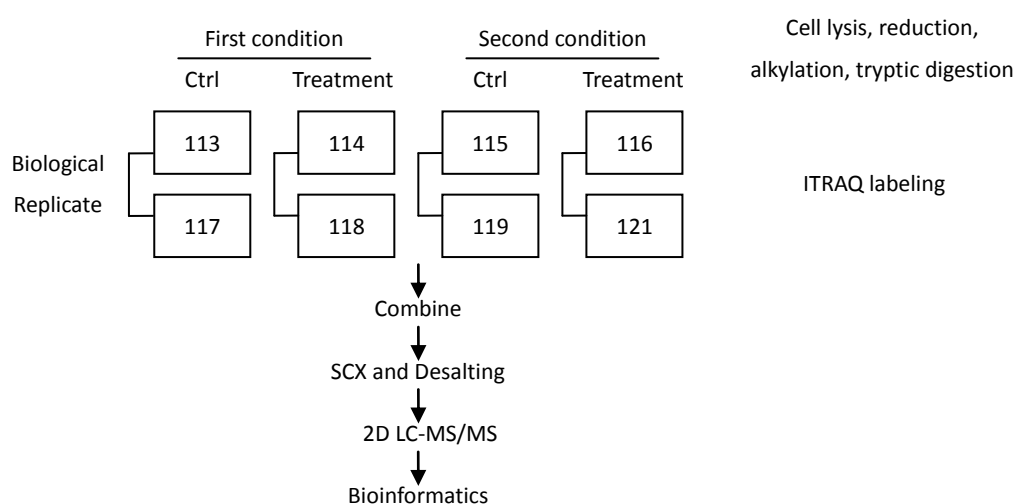 First condition
Second condition
Cell lysis, reduction,
alkylation, tryptic digestion
Ctrl
Treatment
Ctrl
Treatment
Biological
Replicate
113
114
115
116
117
118
119
121
ITRAQ labeling
Combine
SCX and Desalting
2D LC-MS/MS
Bioinformatics